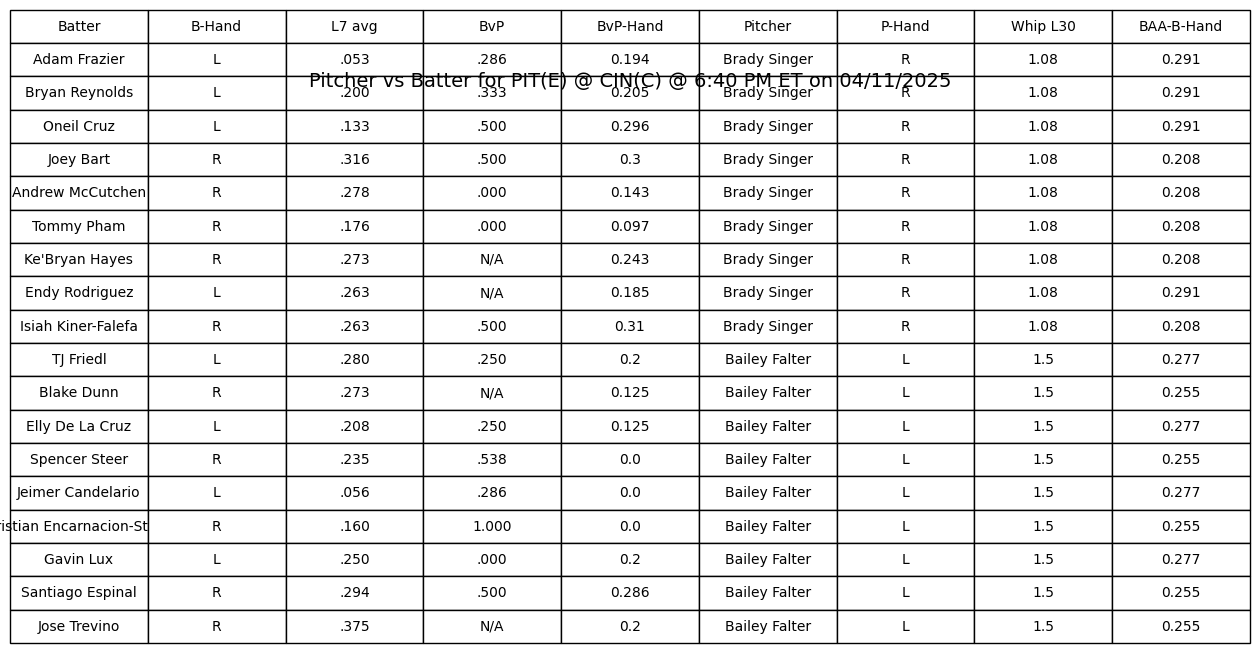 Batter B-Hand L7 avg BvP BvP-Hand Pitcher P-Hand Whip L30 BAA-B-Hand
Adam Frazier L .053 .286 0.194 Brady Singer R 1.08 0.291
Pitcher vs Batter for PIT(E) @ CIN(C) @ 6:40 PM ET on 04/11/2025
Bryan Reynolds L .200 .333 0.205 Brady Singer R 1.08 0.291
Oneil Cruz L .133 .500 0.296 Brady Singer R 1.08 0.291
Joey Bart R .316 .500 0.3 Brady Singer R 1.08 0.208
Andrew McCutchen R .278 .000 0.143 Brady Singer R 1.08 0.208
Tommy Pham R .176 .000 0.097 Brady Singer R 1.08 0.208
Ke'Bryan Hayes R .273 N/A 0.243 Brady Singer R 1.08 0.208
Endy Rodriguez L .263 N/A 0.185 Brady Singer R 1.08 0.291
Isiah Kiner-Falefa R .263 .500 0.31 Brady Singer R 1.08 0.208
TJ Friedl L .280 .250 0.2 Bailey Falter L 1.5 0.277
Blake Dunn R .273 N/A 0.125 Bailey Falter L 1.5 0.255
Elly De La Cruz L .208 .250 0.125 Bailey Falter L 1.5 0.277
Spencer Steer R .235 .538 0.0 Bailey Falter L 1.5 0.255
Jeimer Candelario L .056 .286 0.0 Bailey Falter L 1.5 0.277
ristian Encarnacion-St R .160 1.000 0.0 Bailey Falter L 1.5 0.255
Gavin Lux L .250 .000 0.2 Bailey Falter L 1.5 0.277
Santiago Espinal R .294 .500 0.286 Bailey Falter L 1.5 0.255
Jose Trevino R .375 N/A 0.2 Bailey Falter L 1.5 0.255